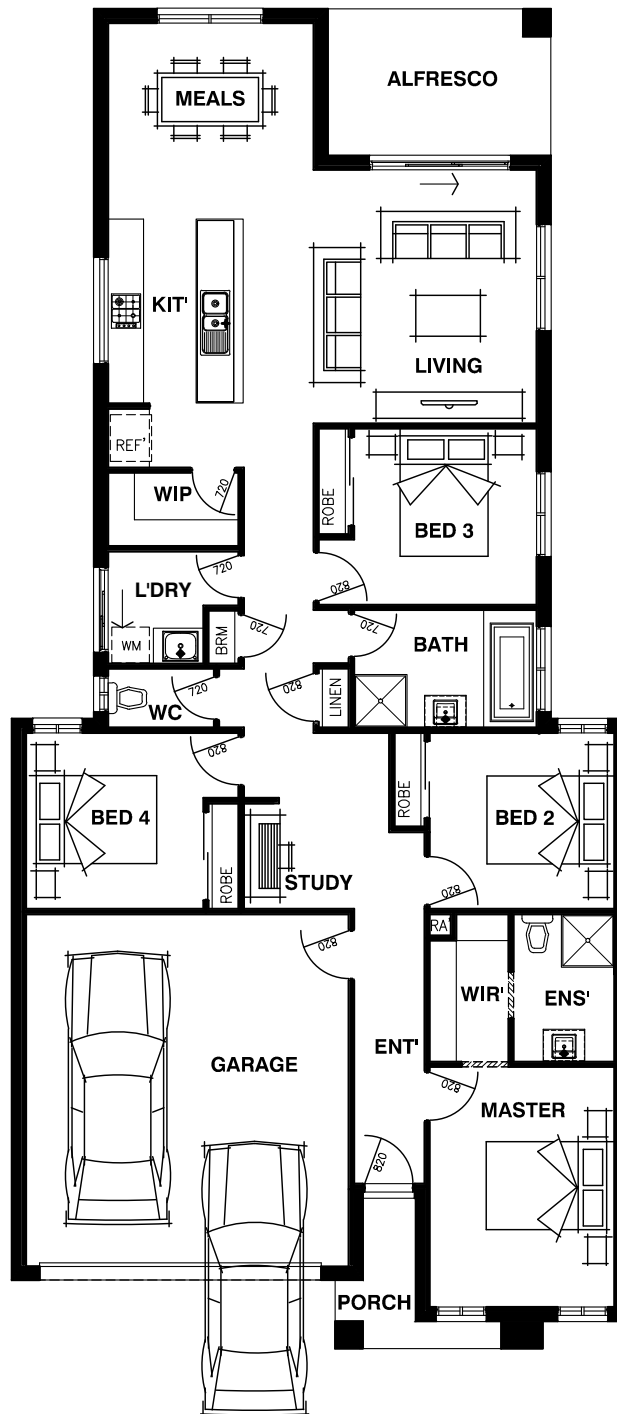 ALFRESCO
MEALS
KIT'
LIVING
REF'
WIP
720
ROBE
BED 3
L'DRY
720
820
WM
BRM
720
720
BATH
WC
720
820
LINEN
820
BED 4
ROBE
BED 2
ROBE
STUDY
820
820
RA'
WIR'
ENS'
ENT'
GARAGE
820
MASTER
820
PORCH